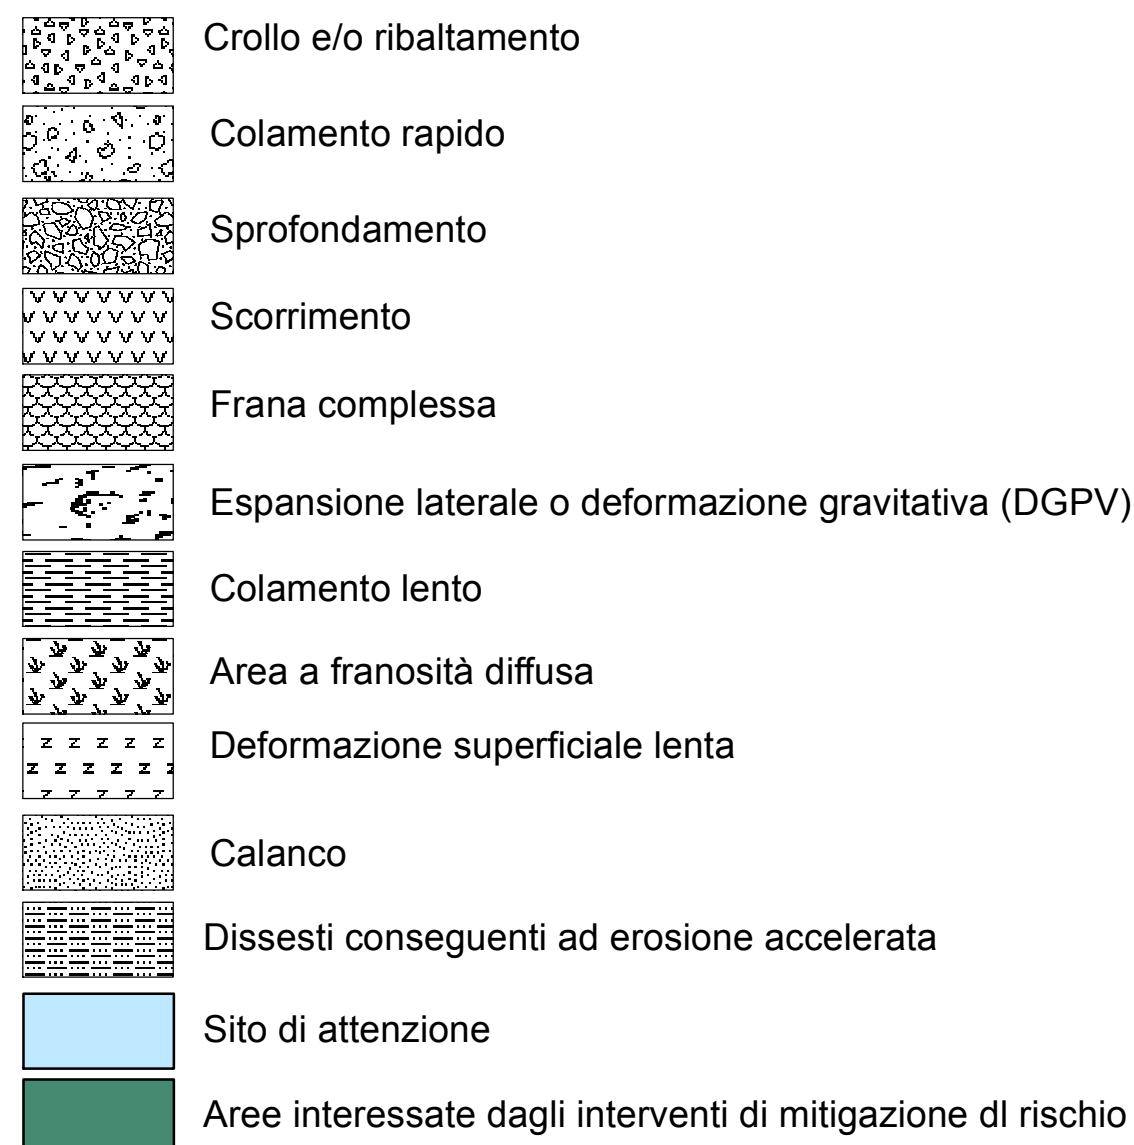 Crollo e/o ribaltamento
Colamento rapido
Sprofondamento
Scorrimento
Frana complessa
Espansione laterale o deformazione gravitativa (DGPV)
Colamento lento
Area a franosità diffusa
Deformazione superficiale lenta
Calanco
Dissesti conseguenti ad erosione accelerata
Sito di attenzione
Aree interessate dagli interventi di mitigazione dl rischio